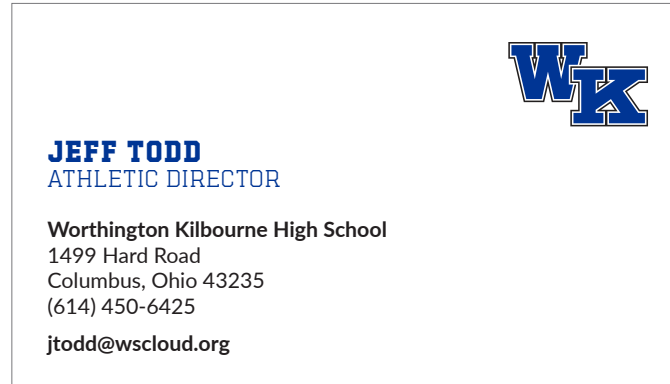 WK
JEFF TODD
ATHLETIC DIRECTOR
Worthington Kilbourne High School
1499 Hard Road
Columbus, Ohio 43235
(614) 450-6425
jtodd@wscloud.org